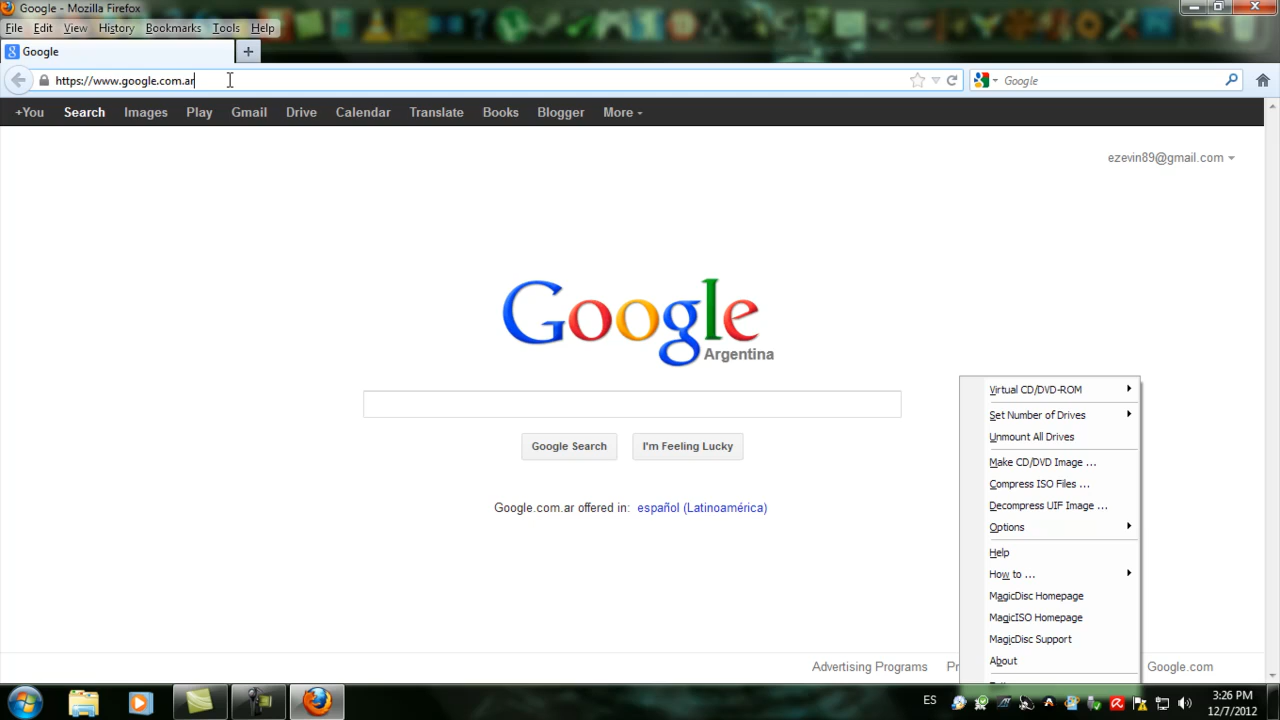 Google - Mozilla Firefox
File Edit View History Bookmarks Tools Help
Google
https://www.google.com.ar
Google
+You Search Images Play Gmail Drive Calendar Translate Books Blogger More
ezevin89@gmail.com
Google
Argentina
Google Search I'm Feeling Lucky
Google.com.ar offered in: español (Latinoamérica)
Virtual CD/DVD-ROM
Set Number of Drives
Unmount All Drives
Make CD/DVD Image ...
Compress ISO Files ...
Decompress UIF Image ...
Options
Help
How to ...
MagicDisc Homepage
MagicISO Homepage
MagicDisc Support
About
Advertising Programs Google.com
ES 3:26 PM
12/7/2012